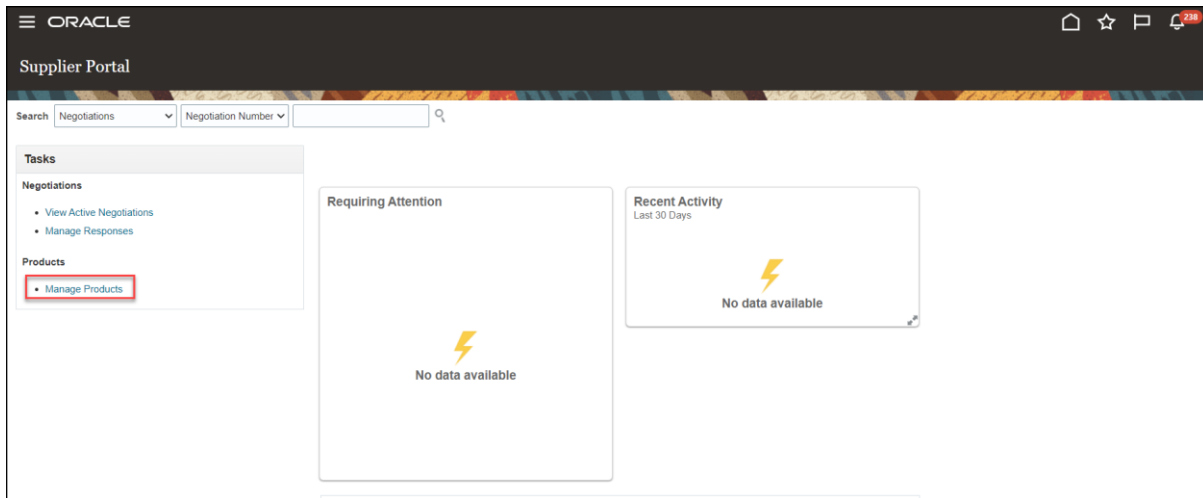 ORACLE
238
Supplier Portal
Search Negotiations Negotiation Number
Tasks
Negotiations
• View Active Negotiations
• Manage Responses
Products
• Manage Products
Requiring Attention
No data available
Recent Activity
Last 30 Days
No data available